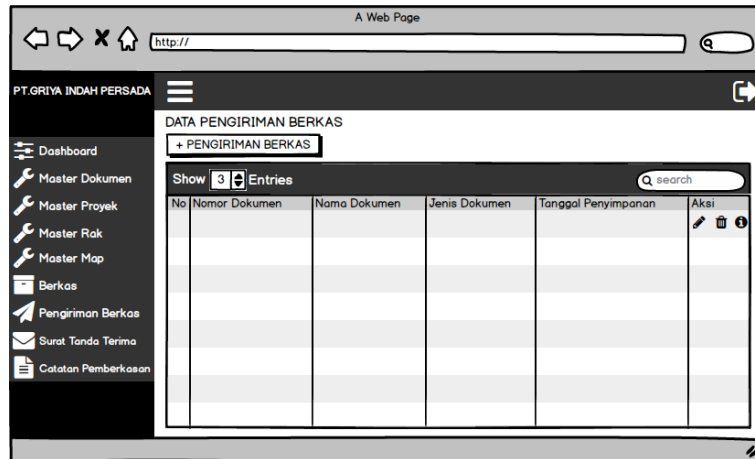 A Web Page
http://
PT.GRIYA INDAH PERSADA
DATA PENGIRIMAN BERKAS
+ PENGIRIMAN BERKAS
Dashboard
Master Dokumen
Master Proyek
Master Rak
Master Map
Berkas
Pengiriman Berkas
Surat Tanda Terima
Catatan Pemberkasan
Show 3 Entries
search
No Nomor Dokumen Nama Dokumen Jenis Dokumen Tanggal Penyimpanan Aksi